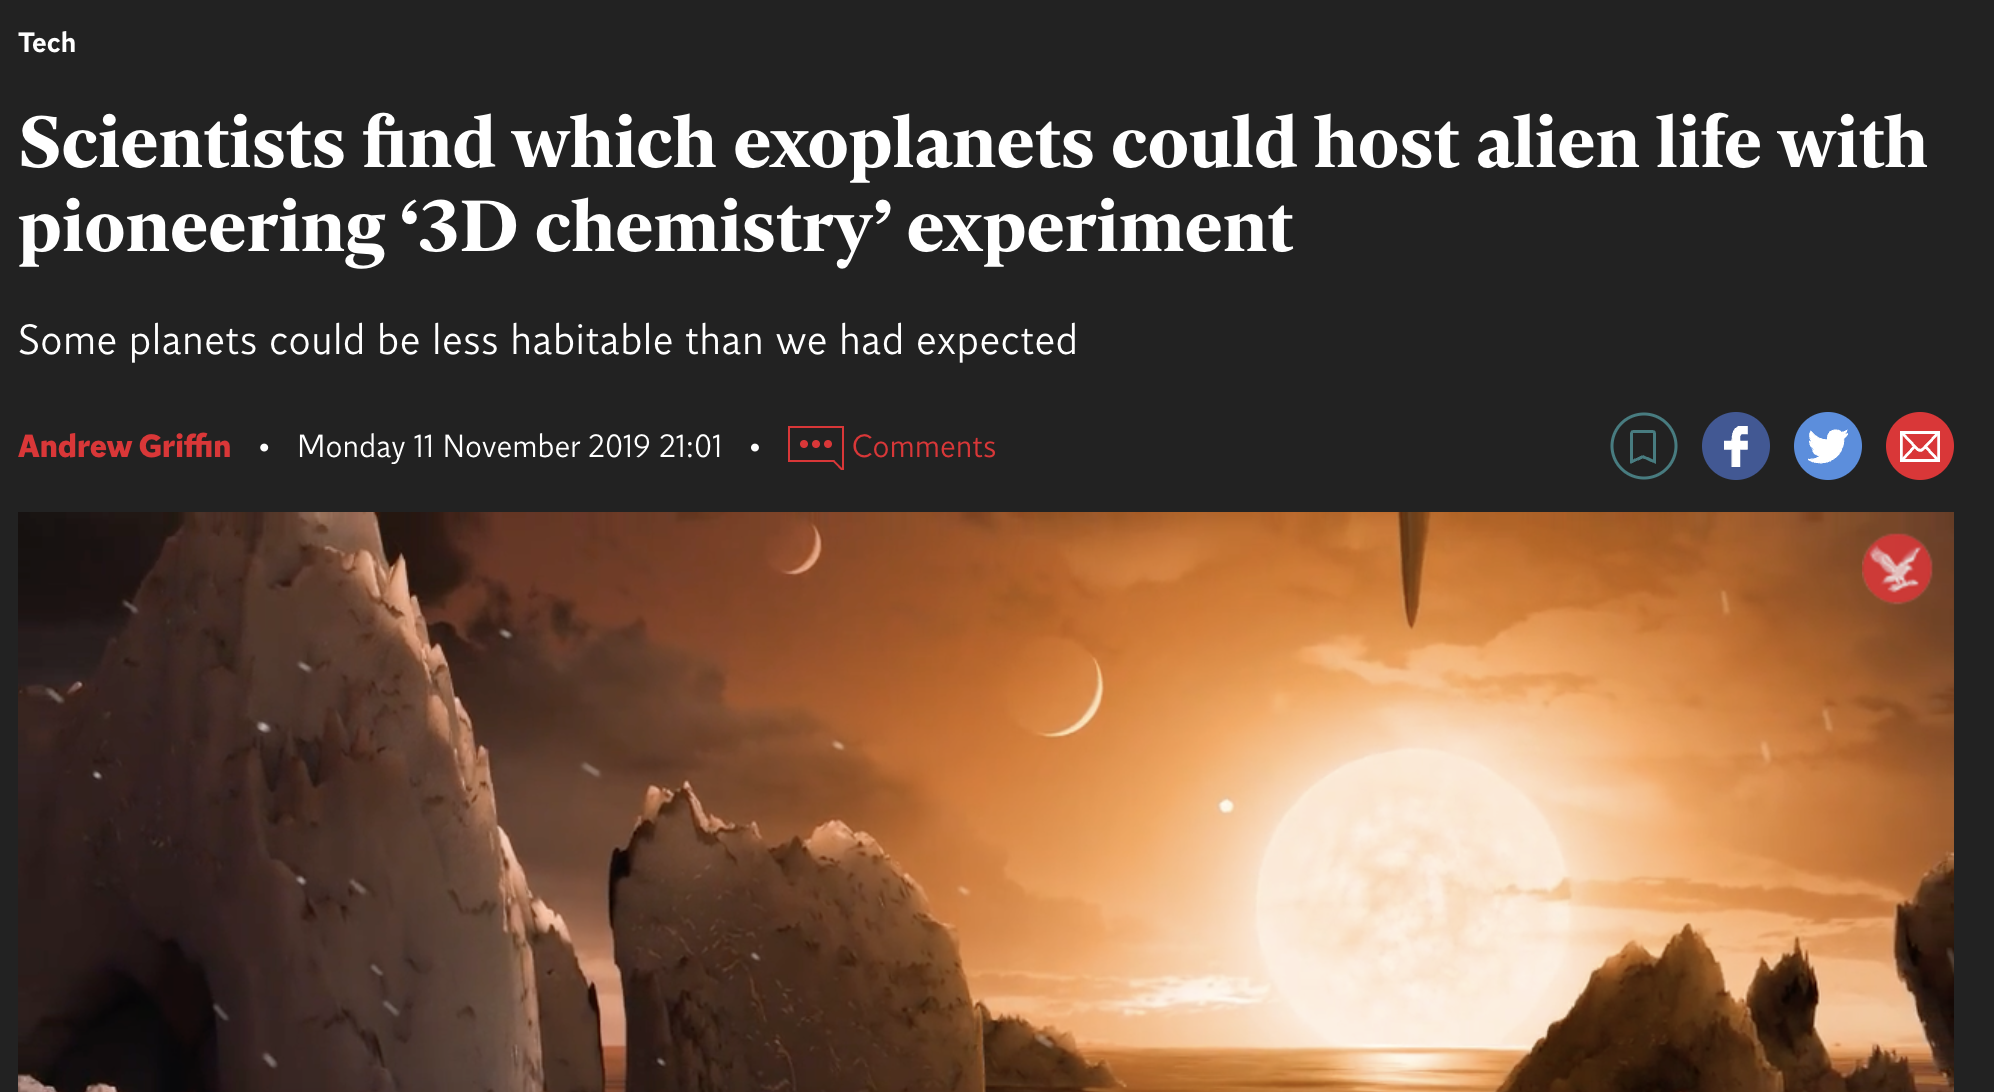 Tech
Scientists find which exoplanets could host alien life with
pioneering ‘3D chemistry’ experiment
Some planets could be less habitable than we had expected
Andrew Griffin • Monday 11 November 2019 21:01 • Comments